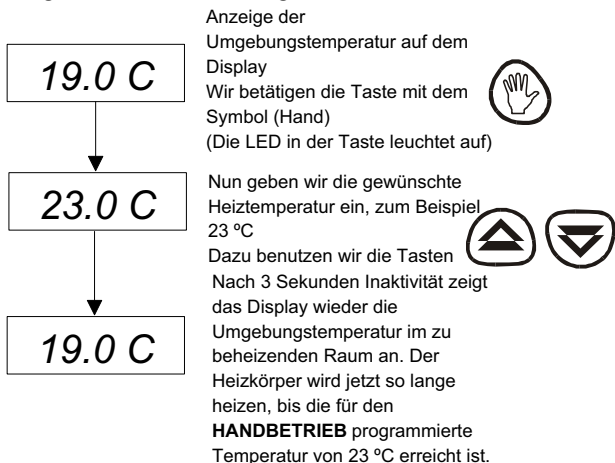 Anzeige der
Umgebungstemperatur auf dem
Display
Wir betätigen die Taste mit dem
Symbol (Hand)
(Die LED in der Taste leuchtet auf)
19.0 C
Nun geben wir die gewünschte
Heiztemperatur ein, zum Beispiel
23 ºC
Dazu benutzen wir die Tasten
23.0 C
Nach 3 Sekunden Inaktivität zeigt
das Display wieder die
Umgebungstemperatur im zu
beheizenden Raum an. Der
Heizkörper wird jetzt so lange
heizen, bis die für den
HANDBETRIEB programmierte
Temperatur von 23 ºC erreicht ist.
19.0 C